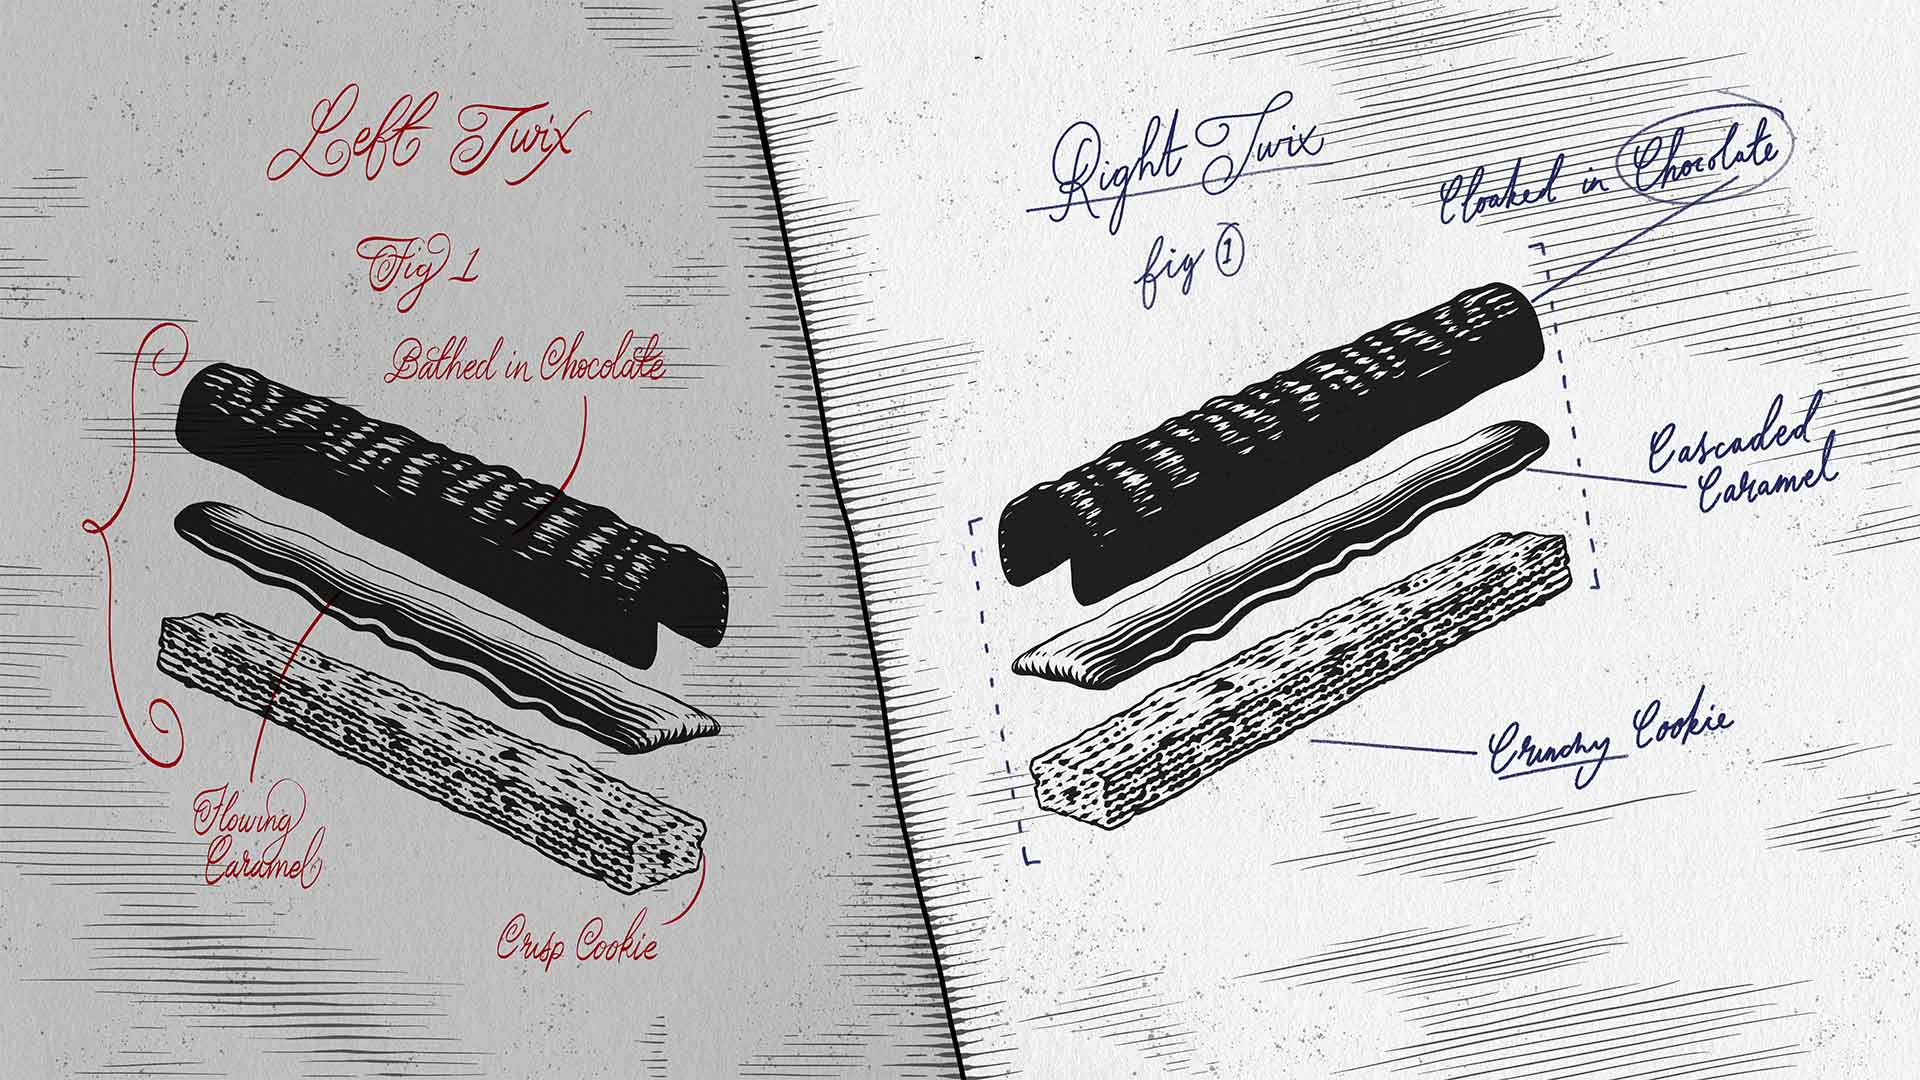 Left Twix
Fig 1
Bathed in Chocolate
Flowing
Caramel
Crisp Cookie
Right Twix
fig 1
Cloaked in Chocolate
Cascaded
Caramel
Crunchy Cookie